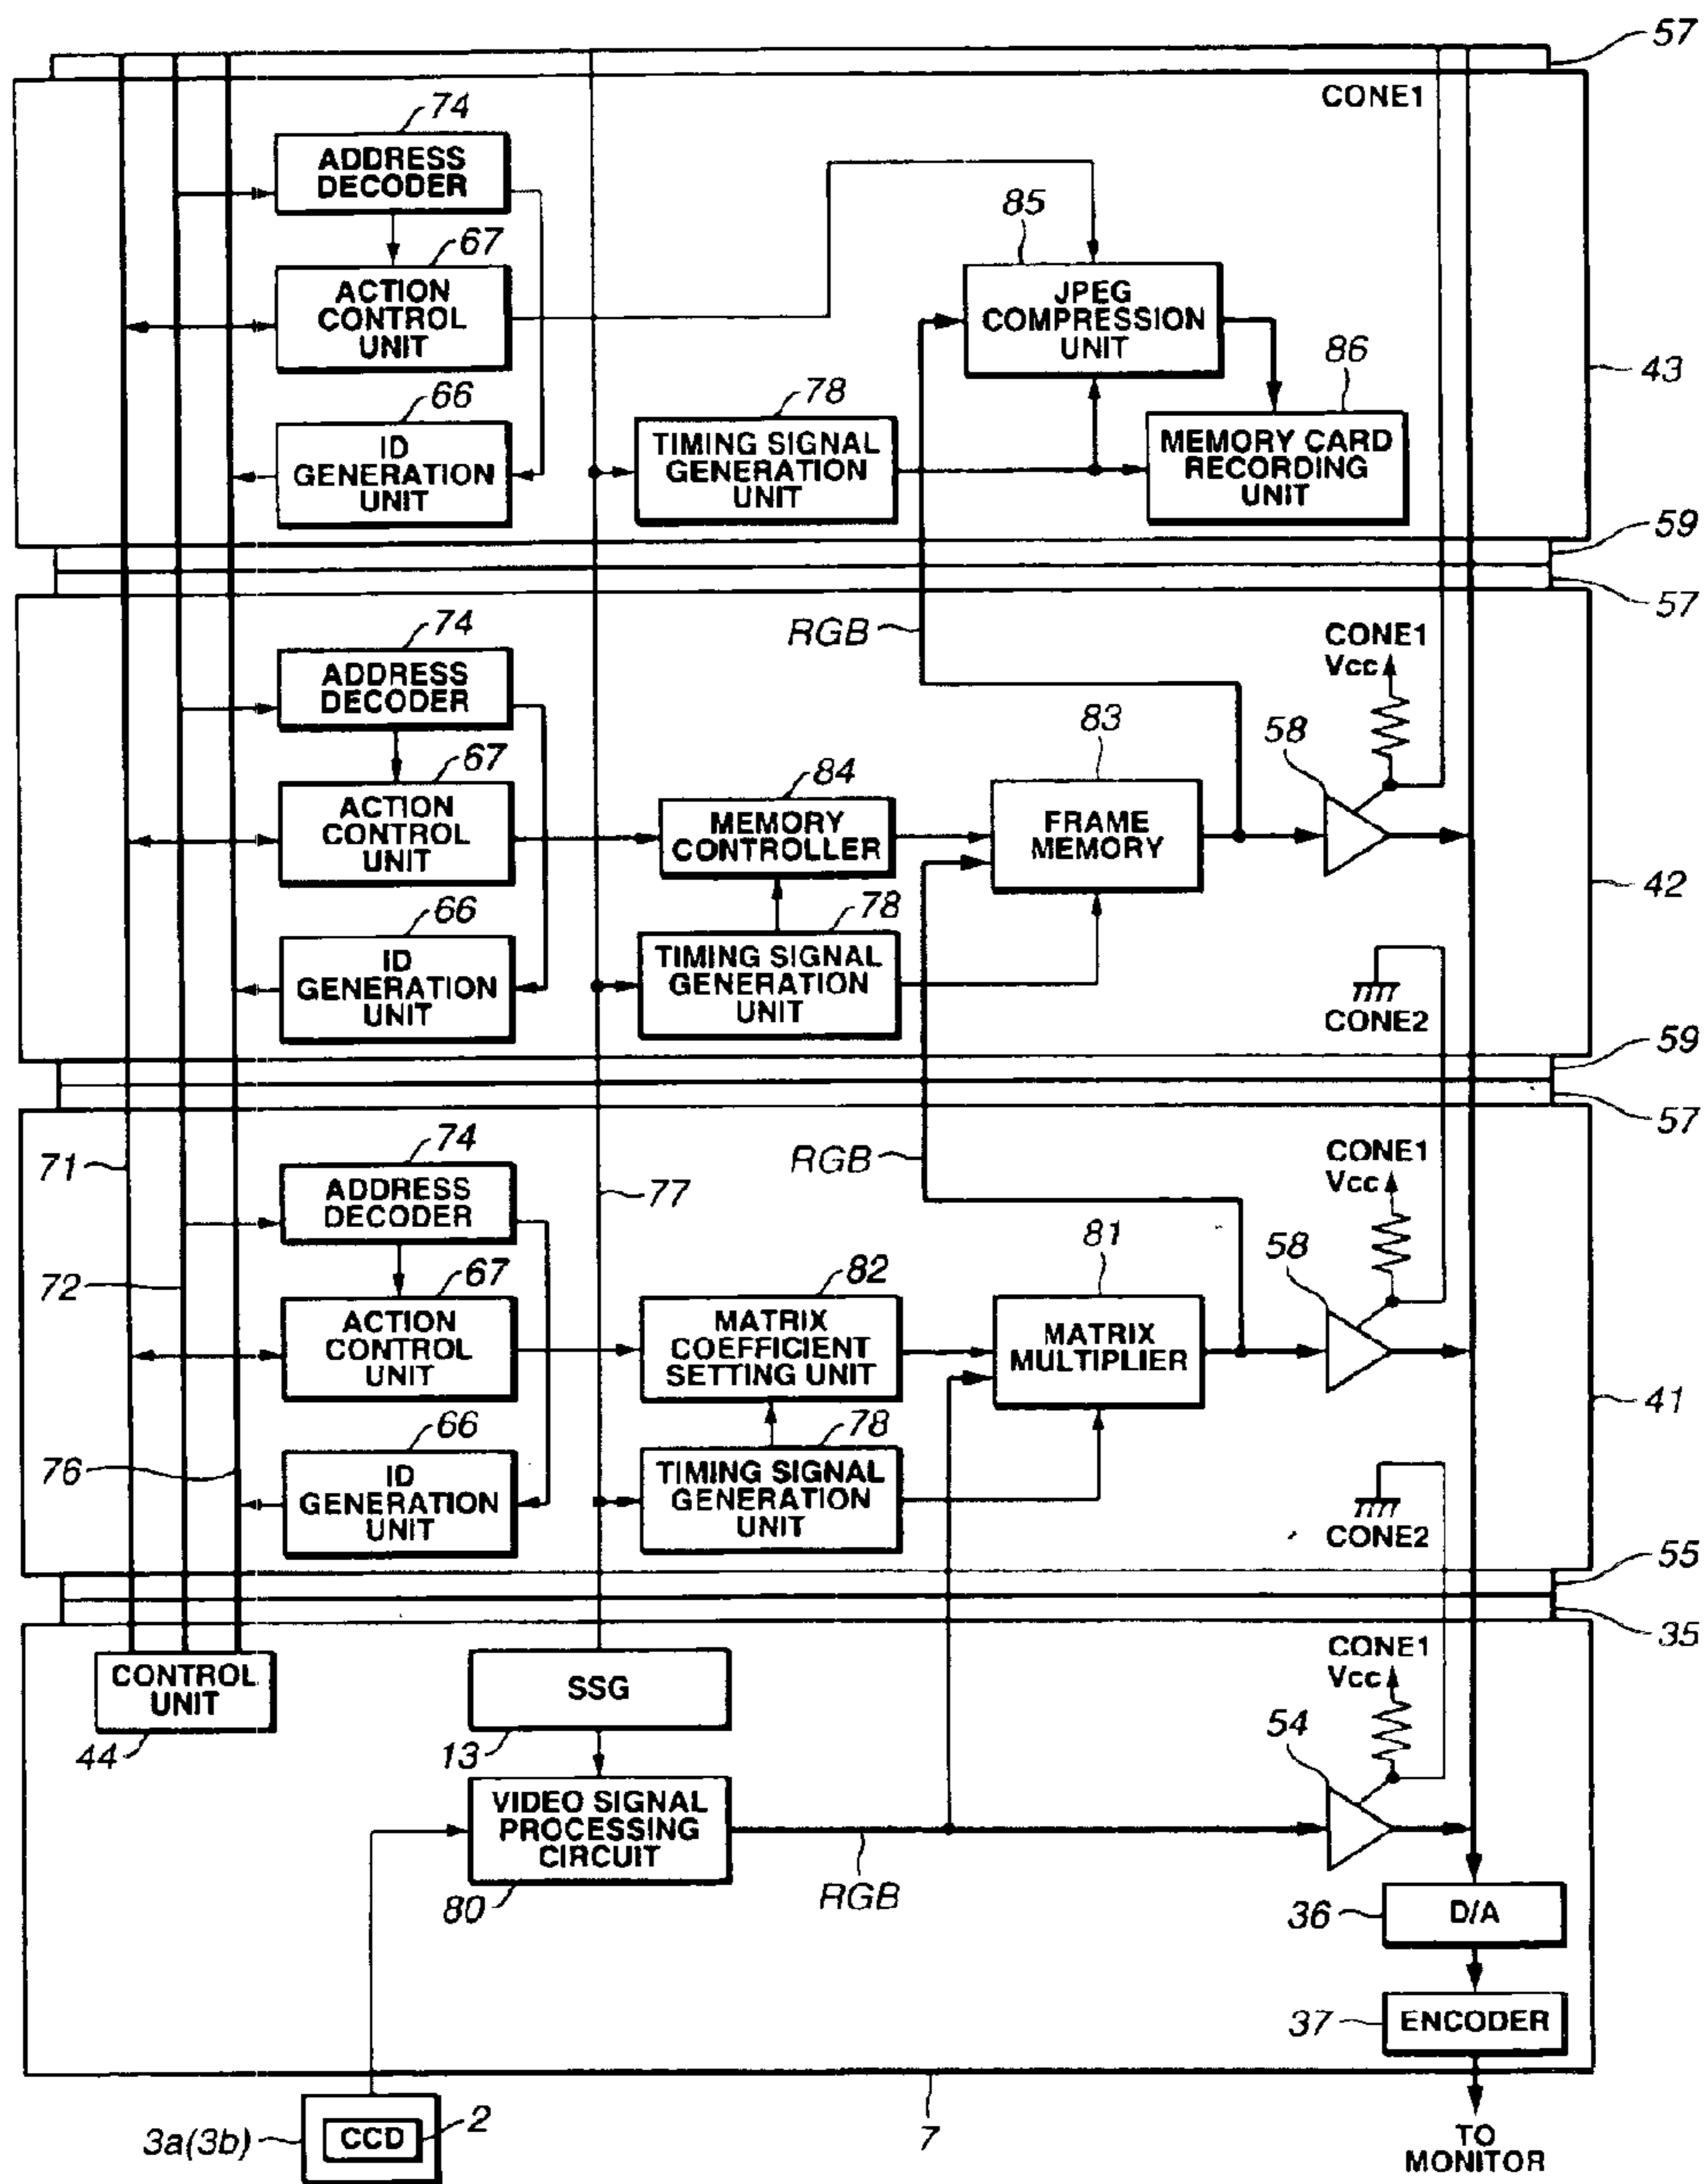 57
CONE1
74
ADDRESS
DECODER
67
ACTION
CONTROL
UNIT
85
JPEG
COMPRESSION
UNIT
86
MEMORY CARD
RECORDING
UNIT
43
66
ID
GENERATION
UNIT
78
TIMING SIGNAL
GENERATION
UNIT
59
57
RGB
CONE1
Vcc
74
ADDRESS
DECODER
67
ACTION
CONTROL
UNIT
84
MEMORY
CONTROLLER
83
FRAME
MEMORY
58
42
66
ID
GENERATION
UNIT
78
TIMING SIGNAL
GENERATION
UNIT
CONE2
59
57
71
74
ADDRESS
DECODER
77
RGB
CONE1
Vcc
72
67
ACTION
CONTROL
UNIT
82
MATRIX
COEFFICIENT
SETTING UNIT
81
MATRIX
MULTIPLIER
58
41
76
66
ID
GENERATION
UNIT
78
TIMING SIGNAL
GENERATION
UNIT
CONE2
55
35
CONTROL
UNIT
44
SSG
13
CONE1
Vcc
54
VIDEO SIGNAL
PROCESSING
CIRCUIT
80
RGB
36
D/A
37
ENCODER
3a(3b)
CCD
2
7
TO
MONITOR